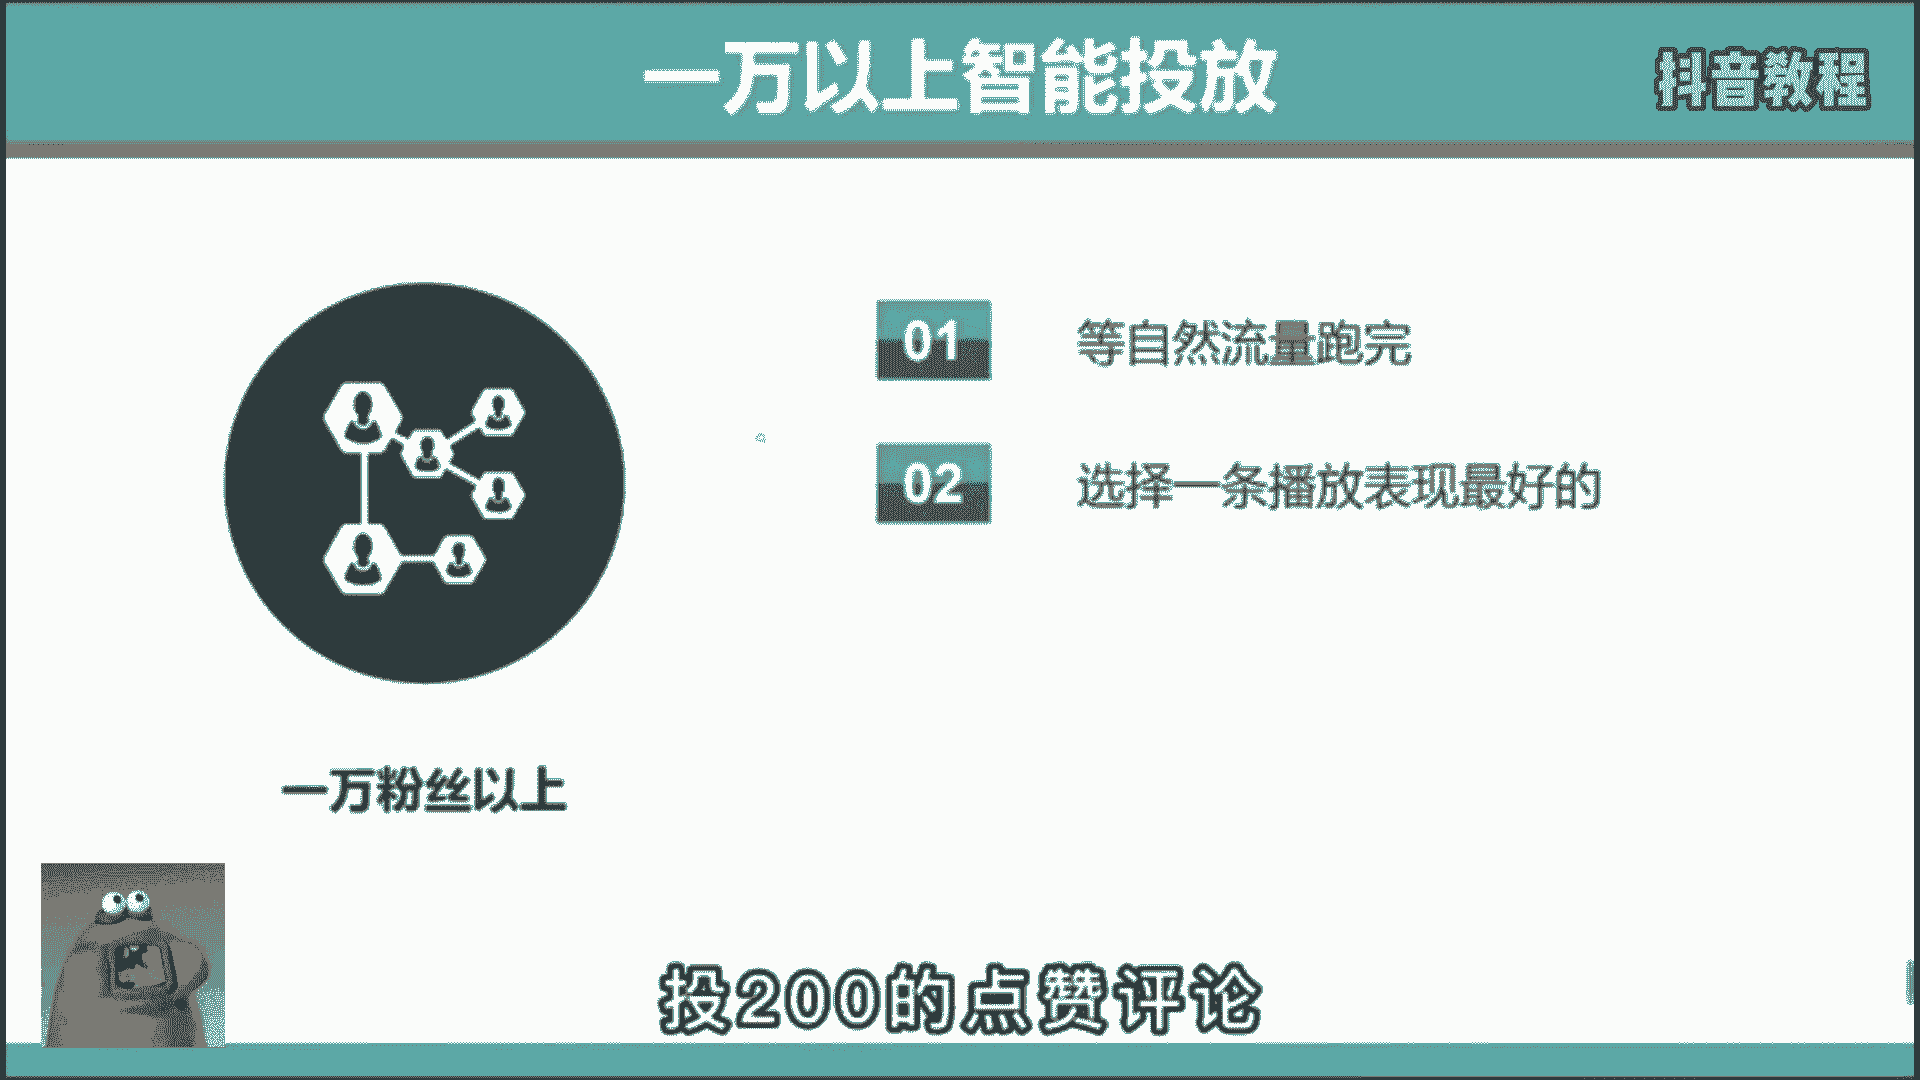 一万以上智能投放
抖音教程
01 等自然流量跑完
02 选择一条播放表现最好的
一万粉丝以上
投200的点赞评论